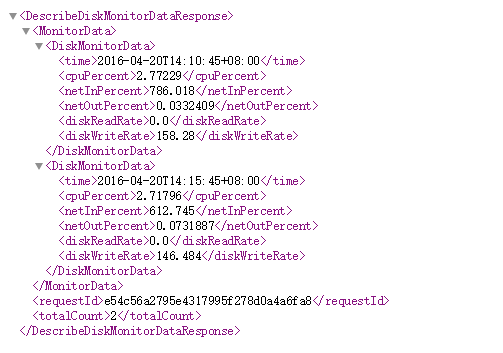 <DescribeDiskMonitorDataResponse>
<MonitorData>
<DiskMonitorData>
<time>2016-04-20T14:10:45+08:00</time>
<cpuPercent>2.77229</cpuPercent>
<netInPercent>786.018</netInPercent>
<netOutPercent>0.0332409</netOutPercent>
<diskReadRate>0.0</diskReadRate>
<diskWriteRate>158.28</diskWriteRate>
</DiskMonitorData>
<DiskMonitorData>
<time>2016-04-20T14:15:45+08:00</time>
<cpuPercent>2.71796</cpuPercent>
<netInPercent>612.745</netInPercent>
<netOutPercent>0.0731887</netOutPercent>
<diskReadRate>0.0</diskReadRate>
<diskWriteRate>146.484</diskWriteRate>
</DiskMonitorData>
</MonitorData>
<requestId>e54c56a2795e4317995f278d0a4a6fa8</requestId>
<totalCount>2</totalCount>
</DescribeDiskMonitorDataResponse>